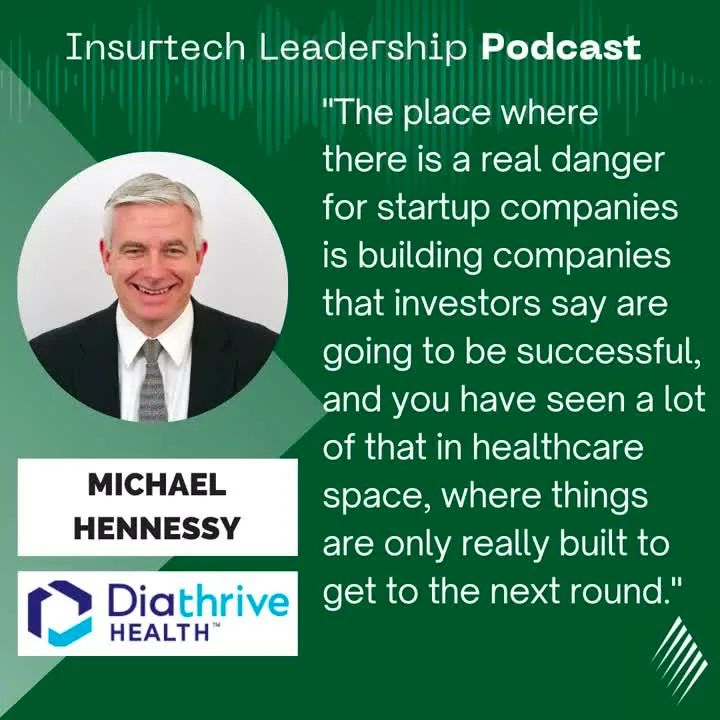 Insurtech Leadership Podcast
"The place where
there is a real danger
for startup companies
is building companies
that investors say are
going to be successful,
and you have seen a lot
of that in healthcare
space, where things
are only really built to
get to the next round."
MICHAEL
HENNESSY
Diathrive
HEALTH™